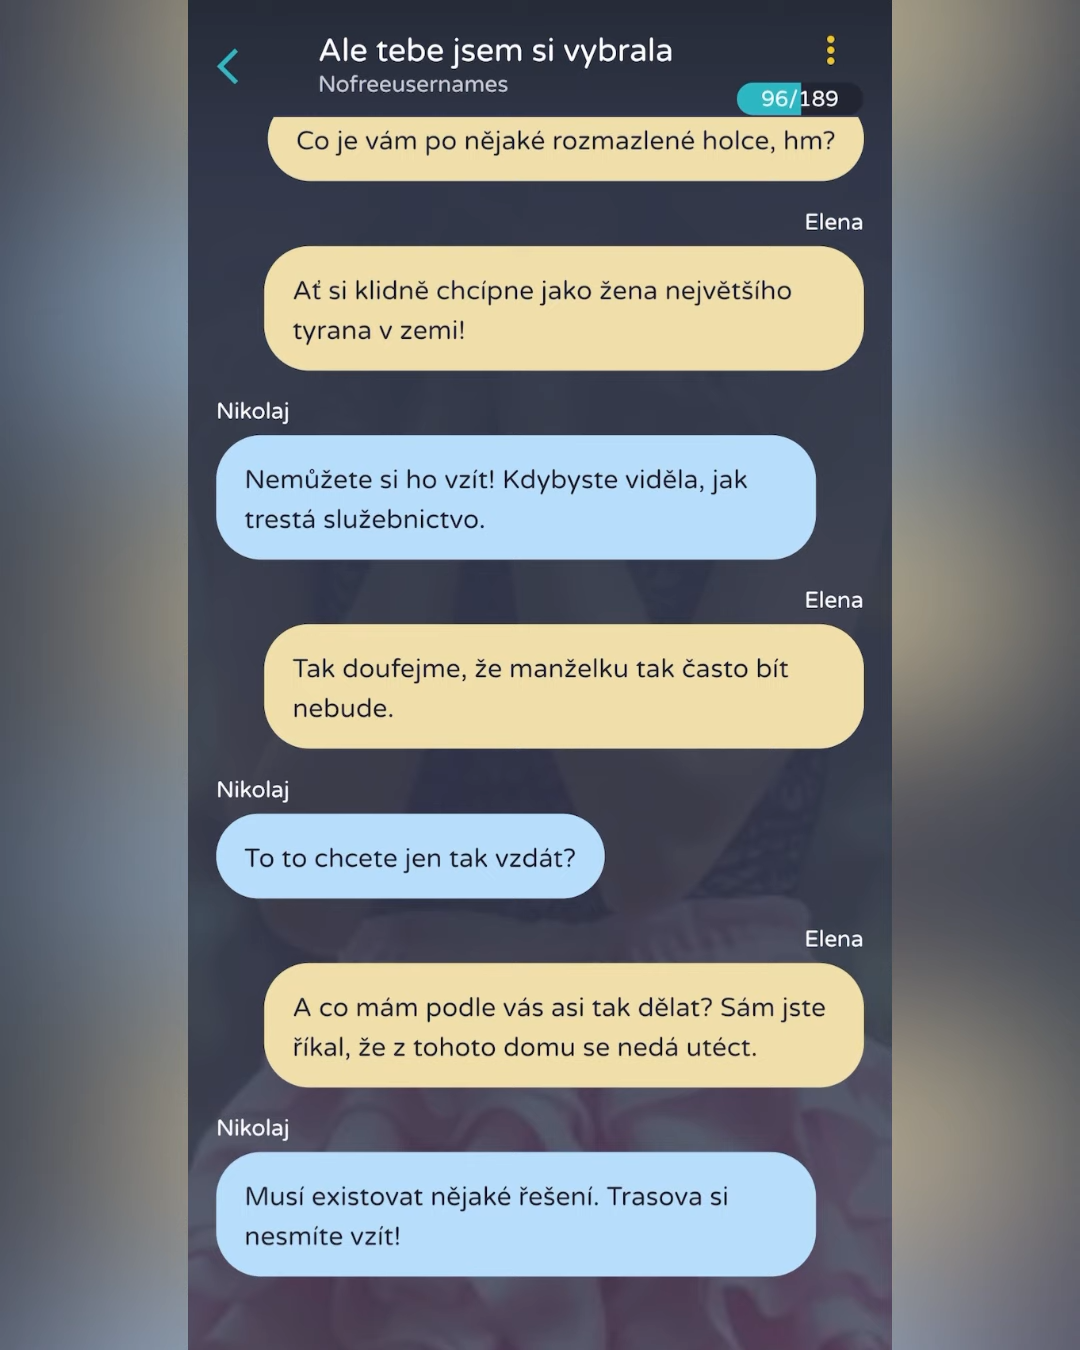 Ale tebe jsem si vybrala
Nofreeusernames
96/189
Co je vám po nějaké rozmazlené holce, hm?
Elena
Ať si klidně chcípne jako žena největšího
tyrana v zemi!
Nikolaj
Nemůžete si ho vzít! Kdybyste viděla, jak
trestá služebnictvo.
Elena
Tak doufejme, že manželku tak často bít
nebude.
Nikolaj
To to chcete jen tak vzdát?
Elena
A co mám podle vás asi tak dělat? Sám jste
říkal, že z tohoto domu se nedá utéct.
Nikolaj
Musí existovat nějaké řešení. Trasova si
nesmíte vzít!